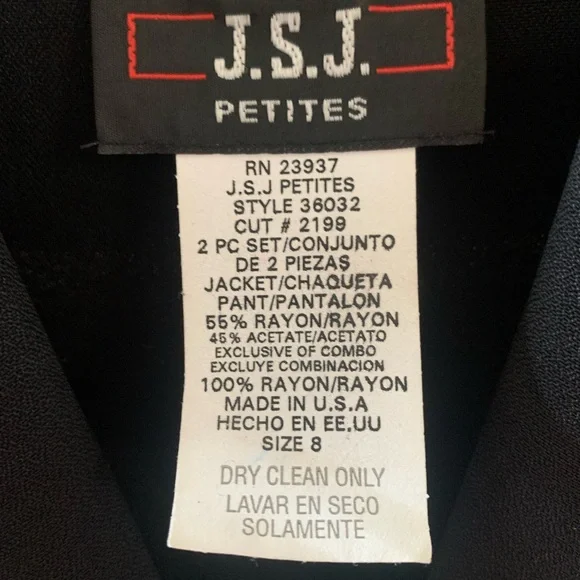 J.S.J.
PETITES
RN 23937
J.S.J PETITES
STYLE 36032
CUT # 2199
2 PC SET/CONJUNTO
DE 2 PIEZAS
JACKET/CHAQUETA
PANT/PANTALON
55% RAYON/RAYON
45% ACETATE/ACETATO
EXCLUSIVE OF COMBO
EXCLUYE COMBINACION
100% RAYON/RAYON
MADE IN U.S.A
HECHO EN EE.UU
SIZE 8
DRY CLEAN ONLY
LAVAR EN SECO
SOLAMENTE